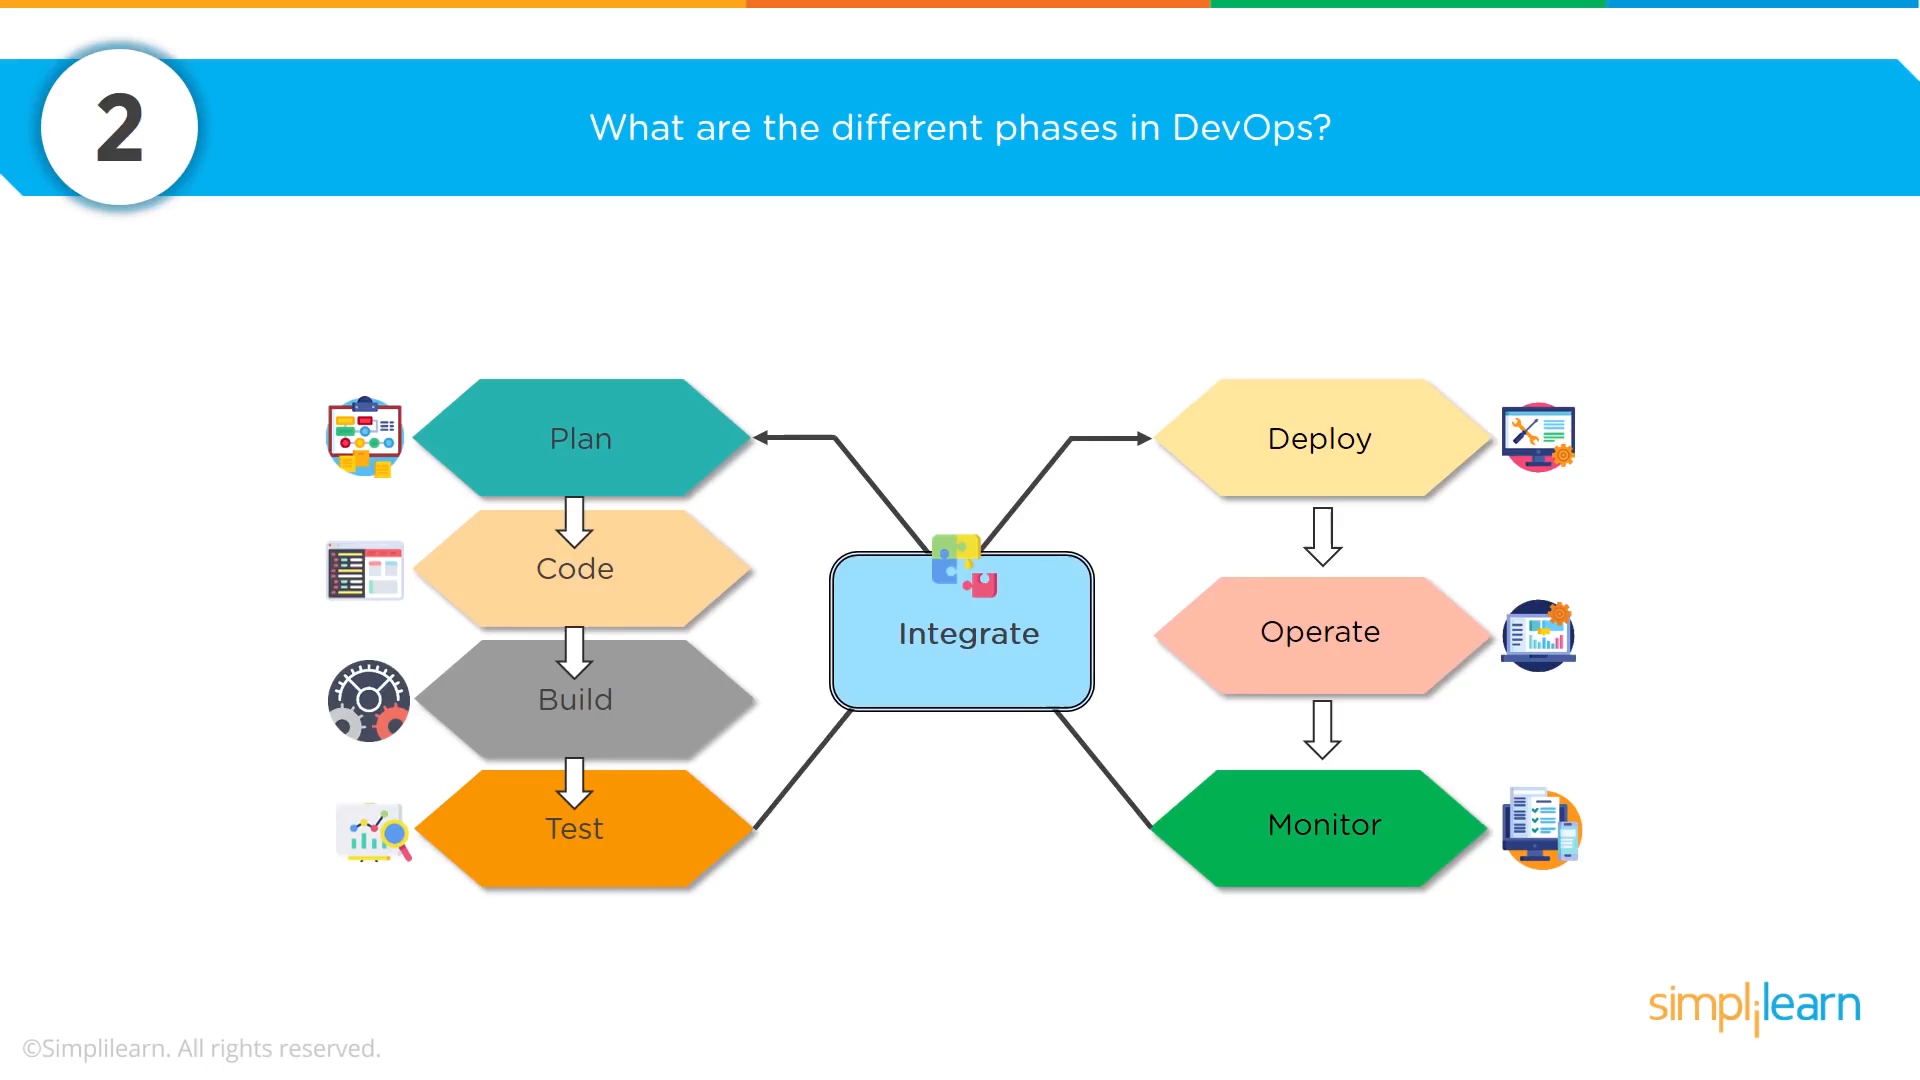 2
What are the different phases in DevOps?
Plan
Code
Build
Test
Integrate
Deploy
Operate
Monitor
simplilearn
©Simplilearn. All rights reserved.